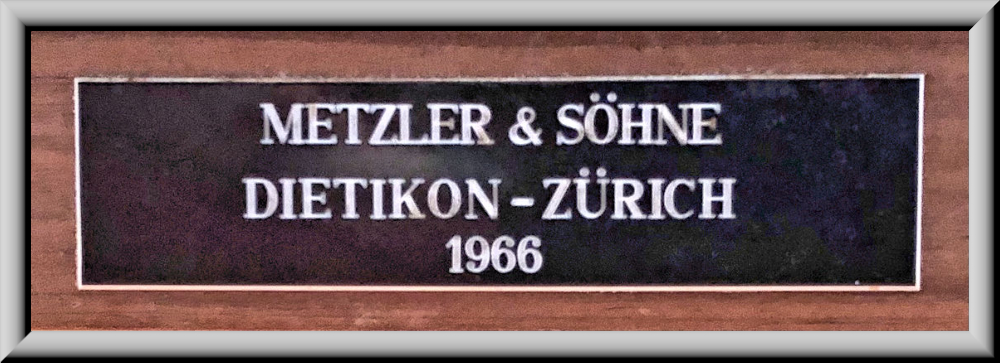 METZLER & SÖHNE
DIETIKON - ZÜRICH
1966